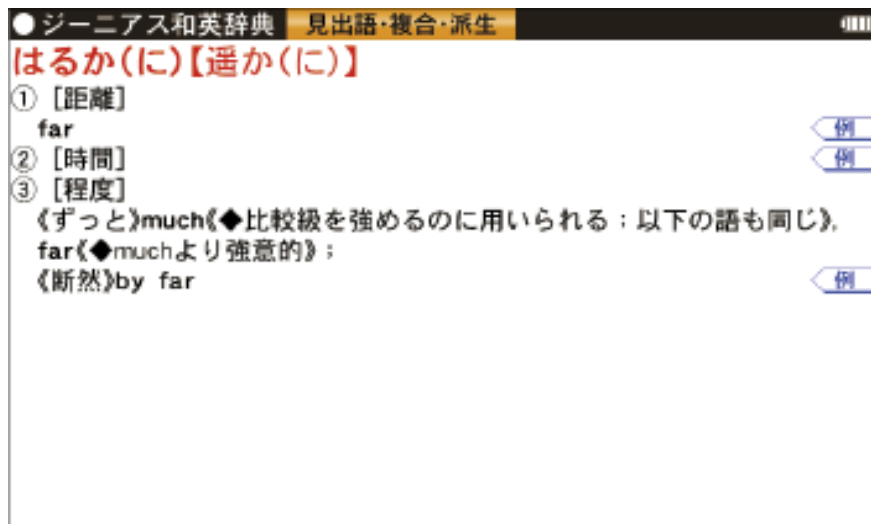 ●ジーニアス和英辞典 見出語・複合・派生
はるか(に)【遥か(に)】
① [距離]
far 例
② [時間] 例
③ [程度]
《ずっと》much《◆比較級を強めるのに用いられる；以下の語も同じ》,
far《◆muchより強意的》；
《断然》by far 例